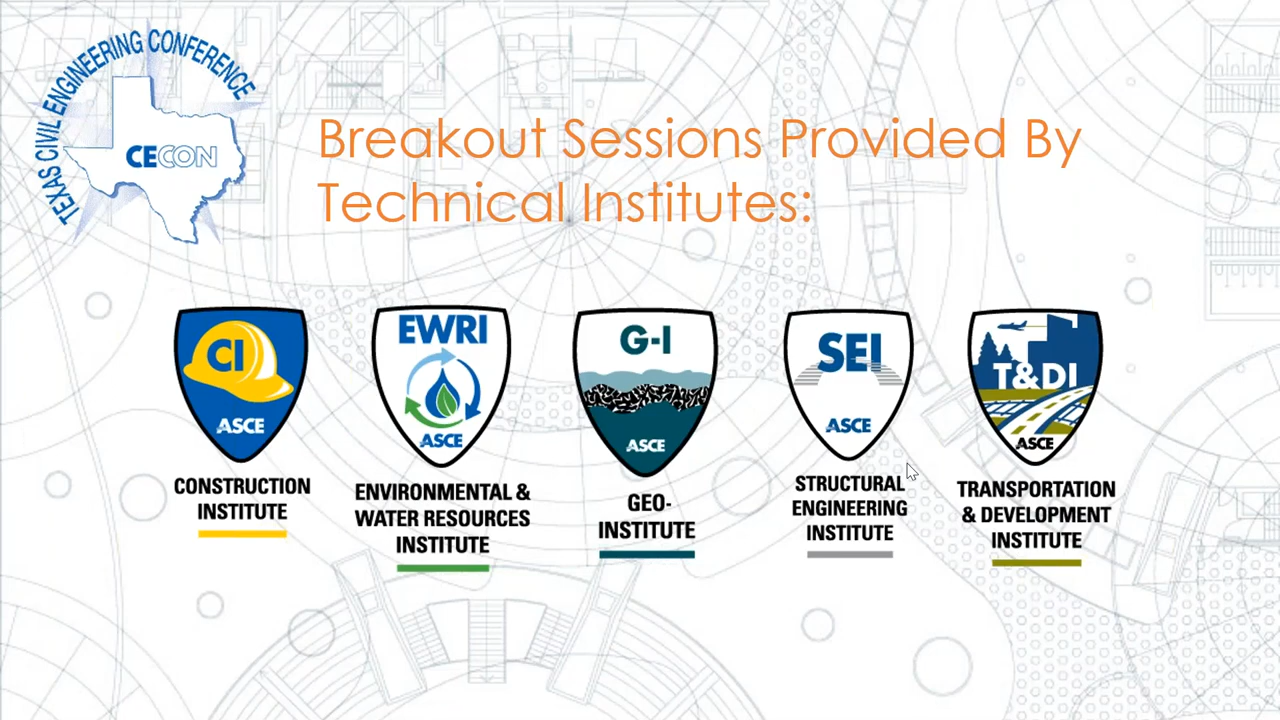 TEXAS CIVIL ENGINEERING CONFERENCE
CECON
Breakout Sessions Provided By
Technical Institutes:
CI
ASCE
CONSTRUCTION
INSTITUTE
EWRI
ASCE
ENVIRONMENTAL &
WATER RESOURCES
INSTITUTE
G-I
ASCE
GEO-
INSTITUTE
SEI
ASCE
STRUCTURAL
ENGINEERING
INSTITUTE
T&DI
ASCE
TRANSPORTATION
& DEVELOPMENT
INSTITUTE